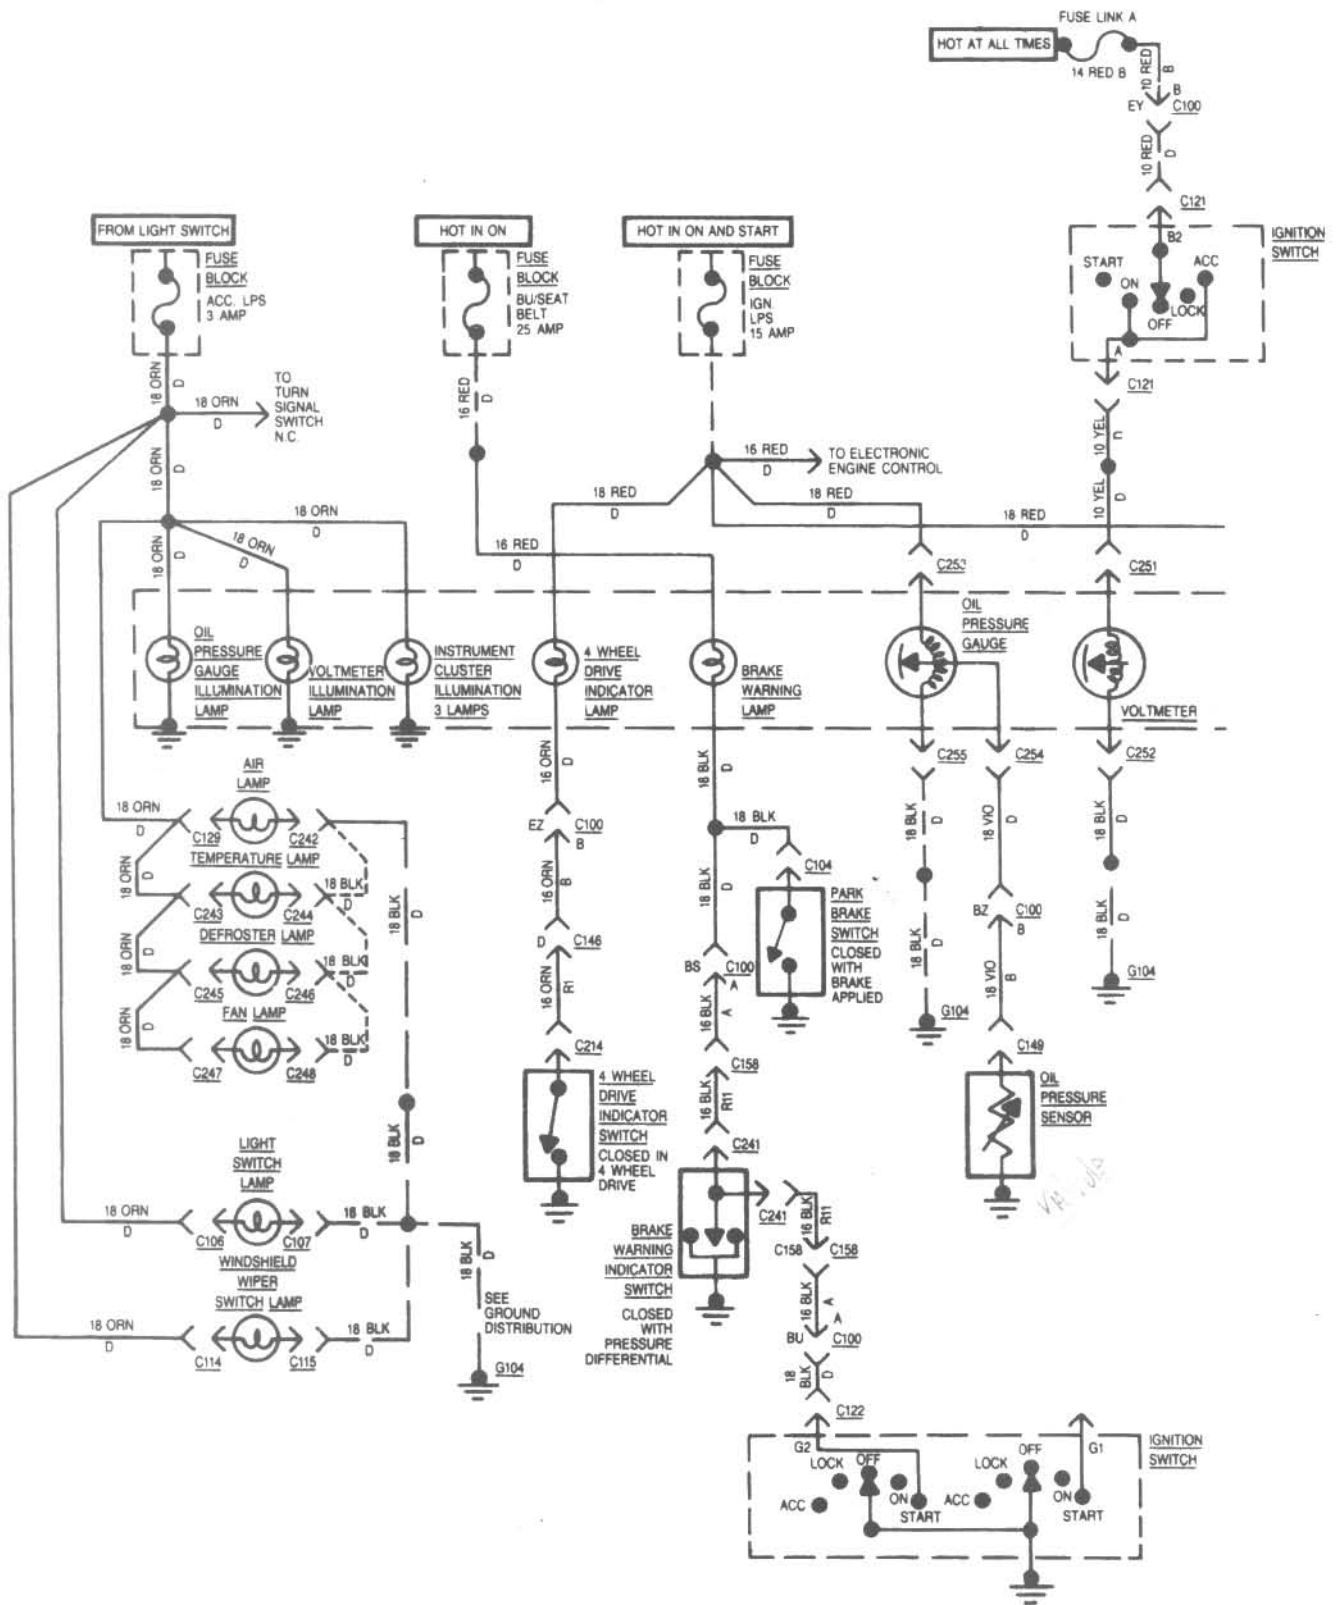 FUSE LINK A
HOT AT ALL TIMES
14 RED B
10 RED
B
B
EY
C100
10 RED
D
C121
FROM LIGHT SWITCH
HOT IN ON
HOT IN ON AND START
B2
IGNITION
SWITCH
START
ACC
ON
LOCK
OFF
A
C121
FUSE
BLOCK
ACC. LPS
3 AMP
FUSE
BLOCK
BU/SEAT
BELT
25 AMP
FUSE
BLOCK
IGN.
LPS
15 AMP
18 ORN
D
18 ORN
D
TO
TURN
SIGNAL
SWITCH
N.C.
16 RED
D
10 YEL
D
16 RED
D
TO ELECTRONIC
ENGINE CONTROL
18 ORN
D
18 RED
D
18 RED
D
10 YEL
D
18 ORN
D
18 ORN
D
18 ORN
D
18 RED
D
16 RED
D
C253
C251
OIL
PRESSURE
GAUGE
ILLUMINATION
LAMP
VOLTMETER
ILLUMINATION
LAMP
INSTRUMENT
CLUSTER
ILLUMINATION
3 LAMPS
4 WHEEL
DRIVE
INDICATOR
LAMP
BRAKE
WARNING
LAMP
OIL
PRESSURE
GAUGE
VOLTMETER
16 ORN
D
18 BLK
D
C255
C254
C252
AIR
LAMP
18 ORN
D
C129
C242
TEMPERATURE LAMP
18 ORN
D
18 BLK
D
C243
C244
18 BLK
D
DEFROSTER LAMP
18 ORN
D
18 BLK
D
C245
C246
FAN LAMP
18 ORN
D
18 BLK
D
C247
C248
EZ
C100
B
16 ORN
B
D
C146
16 ORN
R1
C214
4 WHEEL
DRIVE
INDICATOR
SWITCH
CLOSED IN
4 WHEEL
DRIVE
18 BLK
D
C104
18 BLK
D
PARK
BRAKE
SWITCH
CLOSED
WITH
BRAKE
APPLIED
BS
C100
A
16 BLK
A
C158
16 BLK
R11
C241
18 BLK
D
18 BLK
D
G104
18 VIO
D
BZ
C100
B
18 VIO
B
C149
OIL
PRESSURE
SENSOR
18 BLK
D
18 BLK
D
G104
18 BLK
D
LIGHT
SWITCH
LAMP
18 ORN
D
18 BLK
D
C106
C107
WINDSHIELD
WIPER
SWITCH LAMP
18 ORN
D
18 BLK
D
C114
C115
18 BLK
D
SEE
GROUND
DISTRIBUTION
G104
BRAKE
WARNING
INDICATOR
SWITCH
CLOSED
WITH
PRESSURE
DIFFERENTIAL
C241
16 BLK
R11
C158
C158
16 BLK
A
A
BU
C100
18
BLK
D
C122
G2
LOCK
OFF
ACC
ON
START
LOCK
OFF
ACC
ON
START
G1
IGNITION
SWITCH